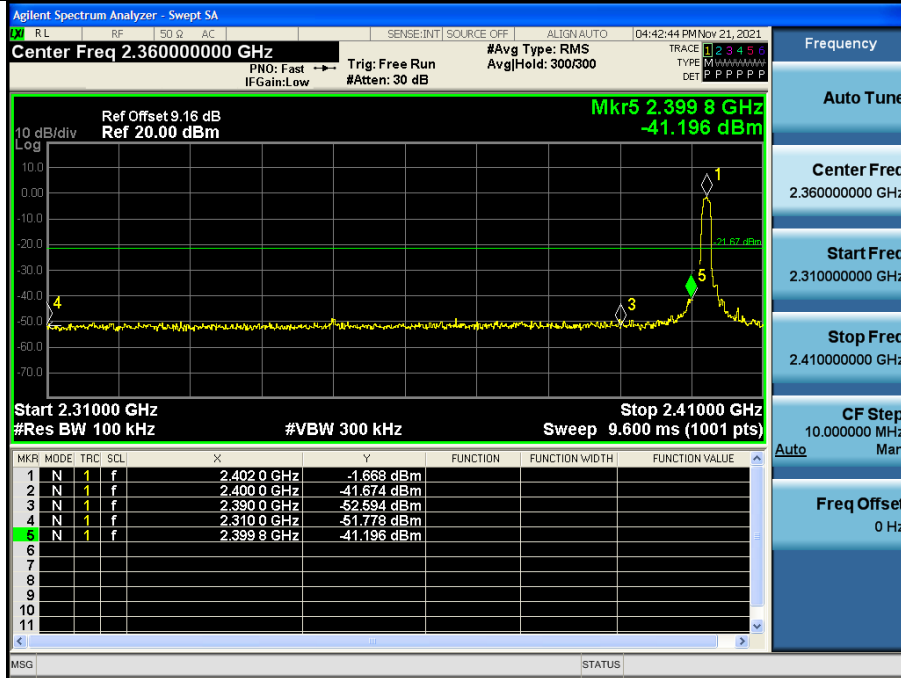 Agilent Spectrum Analyzer - Swept SA
LXI RL RF 50 Ω AC SENSE:INT SOURCE OFF ALIGN AUTO 04:42:44 PM Nov 21, 2021
Center Freq 2.360000000 GHz #Avg Type: RMS TRACE 1 2 3 4 5 6
PNO: Fast Trig: Free Run Avg|Hold: 300/300 TYPE M WWWWW
IFGain:Low #Atten: 30 dB DET P P P P P P
Ref Offset 9.16 dB Mkr5 2.399 8 GHz
10 dB/div Ref 20.00 dBm -41.196 dBm
Log
10.0
0.00
-10.0
-20.0
-30.0
-40.0
-50.0
-60.0
-70.0
1
-21.67 dBm
5
4
3
Start 2.31000 GHz Stop 2.41000 GHz
#Res BW 100 kHz #VBW 300 kHz Sweep 9.600 ms (1001 pts)
MKR MODE TRC SCL X Y FUNCTION FUNCTION WIDTH FUNCTION VALUE
1 N 1 f 2.402 0 GHz -1.668 dBm
2 N 1 f 2.400 0 GHz -41.674 dBm
3 N 1 f 2.390 0 GHz -52.594 dBm
4 N 1 f 2.310 0 GHz -51.778 dBm
5 N 1 f 2.399 8 GHz -41.196 dBm
6
7
8
9
10
11
MSG STATUS
Frequency
Auto Tune
Center Freq
2.360000000 GHz
Start Freq
2.310000000 GHz
Stop Freq
2.410000000 GHz
CF Step
10.000000 MHz
Auto Man
Freq Offset
0 Hz